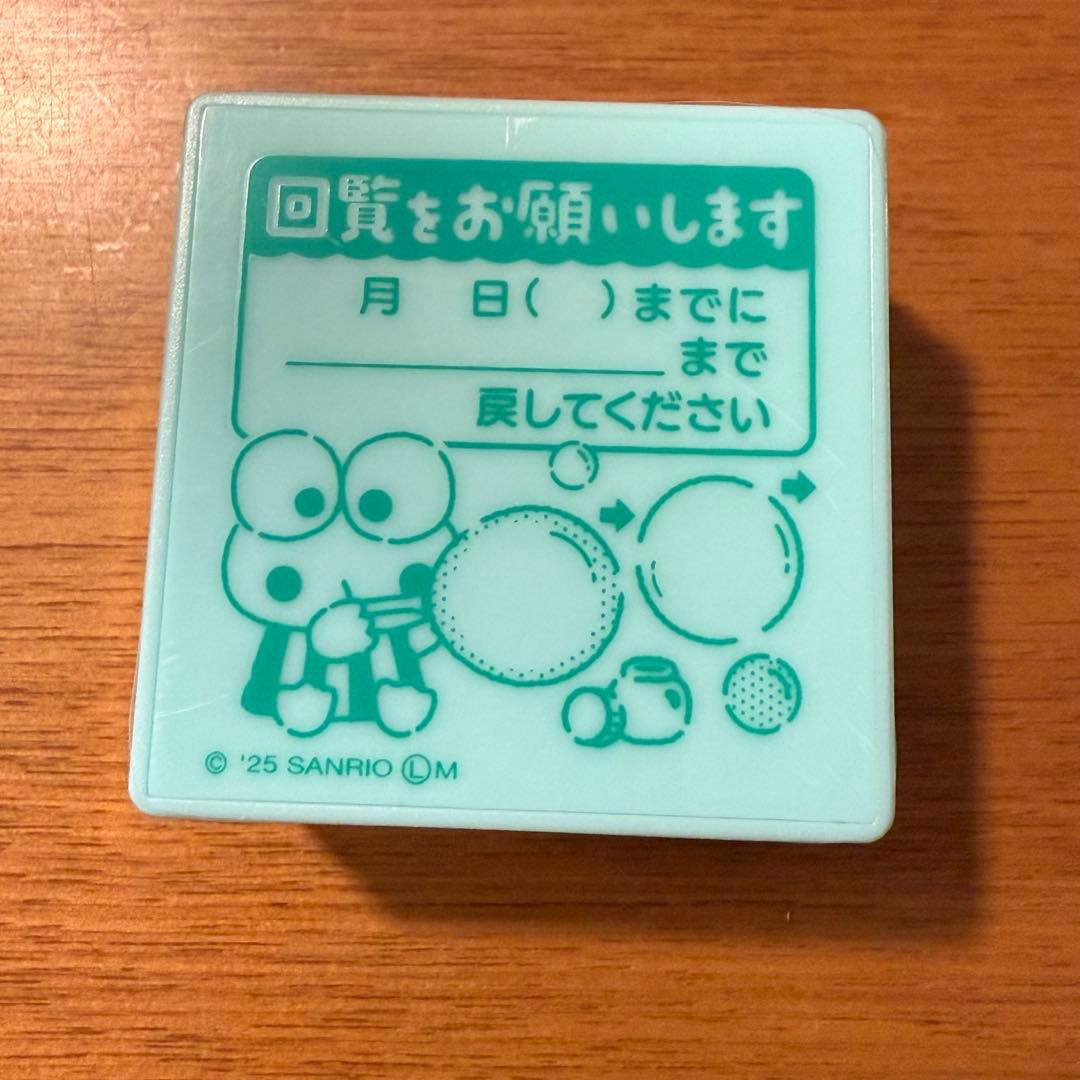 回覧をお願いします
月 日( )までに
まで
戻してください
© '25 SANRIO ⓁM